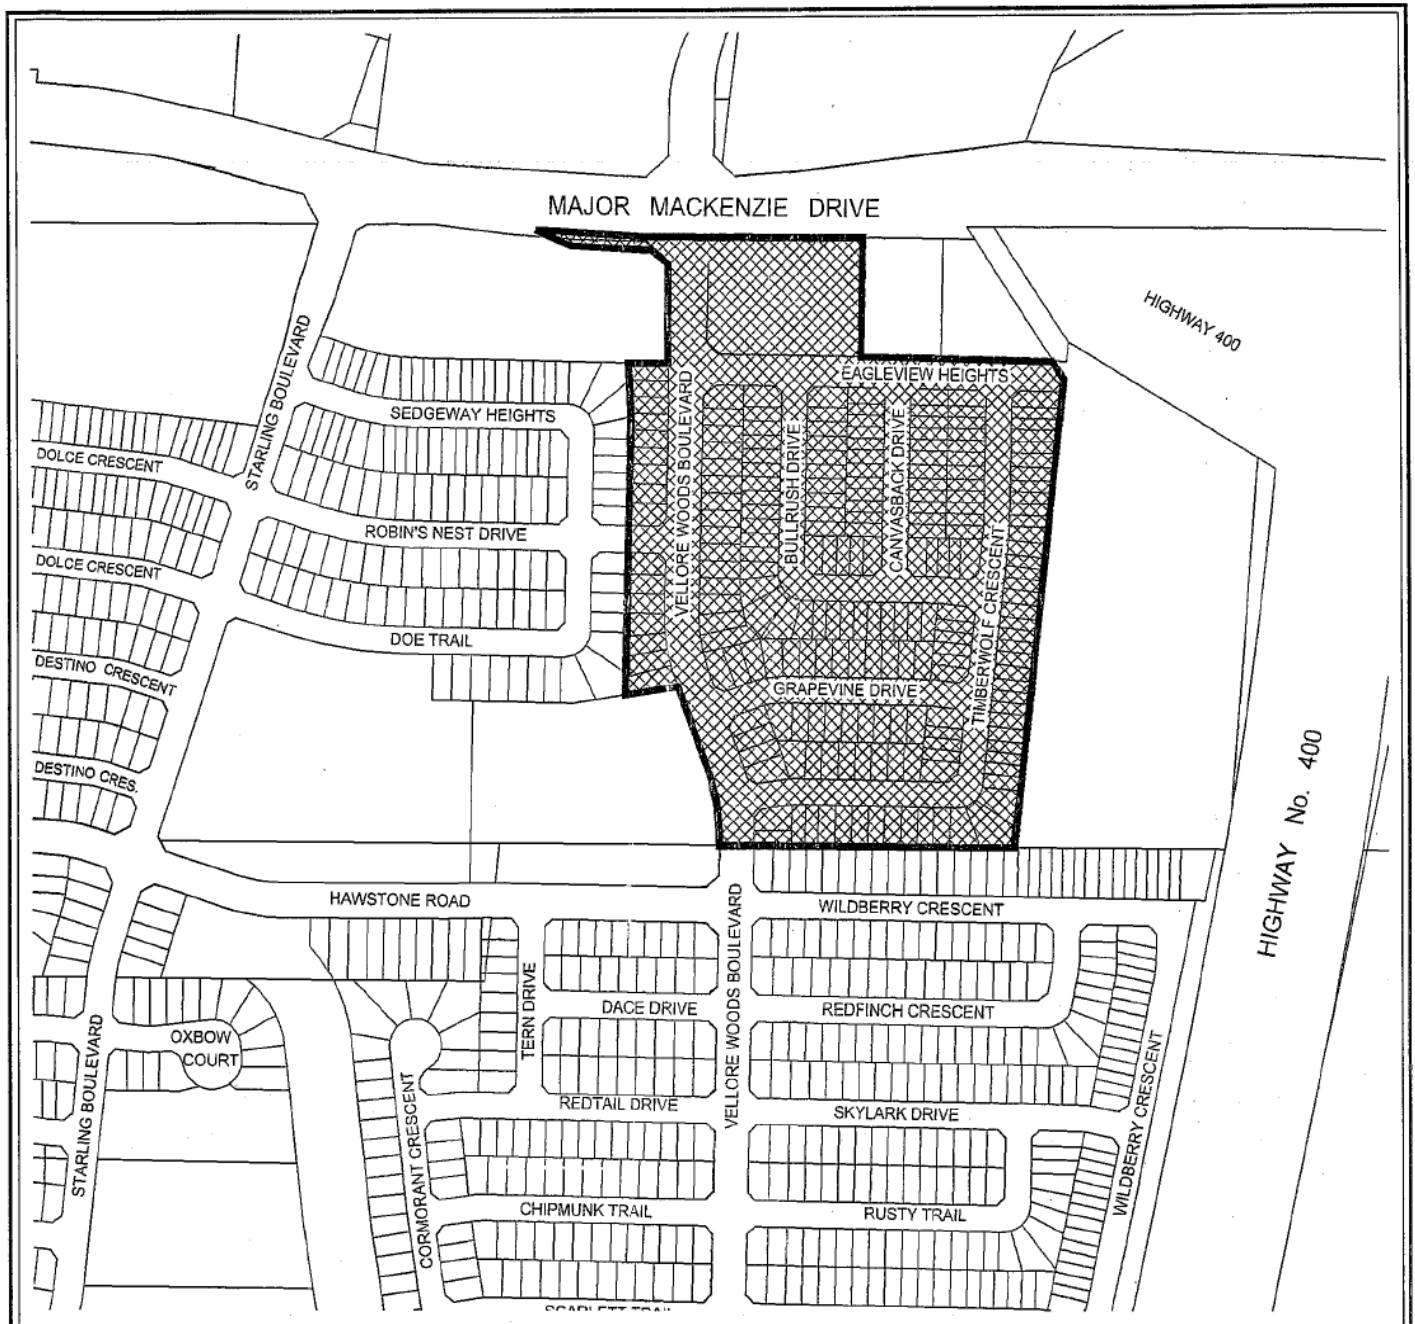 MAJOR MACKENZIE DRIVE
HIGHWAY 400
STARLING BOULEVARD
EAGLEVIEW HEIGHTS
SEDGEWAY HEIGHTS
VELLORE WOODS BOULEVARD
BULLRUSH DRIVE
CANVASBACK DRIVE
DOLCE CRESCENT
ROBIN'S NEST DRIVE
TIMBERWOLF CRESCENT
DOLCE CRESCENT
DOE TRAIL
DESTINO CRESCENT
GRAPEVINE DRIVE
DESTINO CRES.
HIGHWAY No. 400
HAWSTONE ROAD
WILDBERRY CRESCENT
VELLORE WOODS BOULEVARD
TERN DRIVE
DACE DRIVE
REDFINCH CRESCENT
OXBOW
COURT
STARLING BOULEVARD
CORMORANT CRESCENT
REDTAIL DRIVE
SKYLARK DRIVE
WILDBERRY CRESCENT
CHIPMUNK TRAIL
RUSTY TRAIL
SCARLETT TRAIL